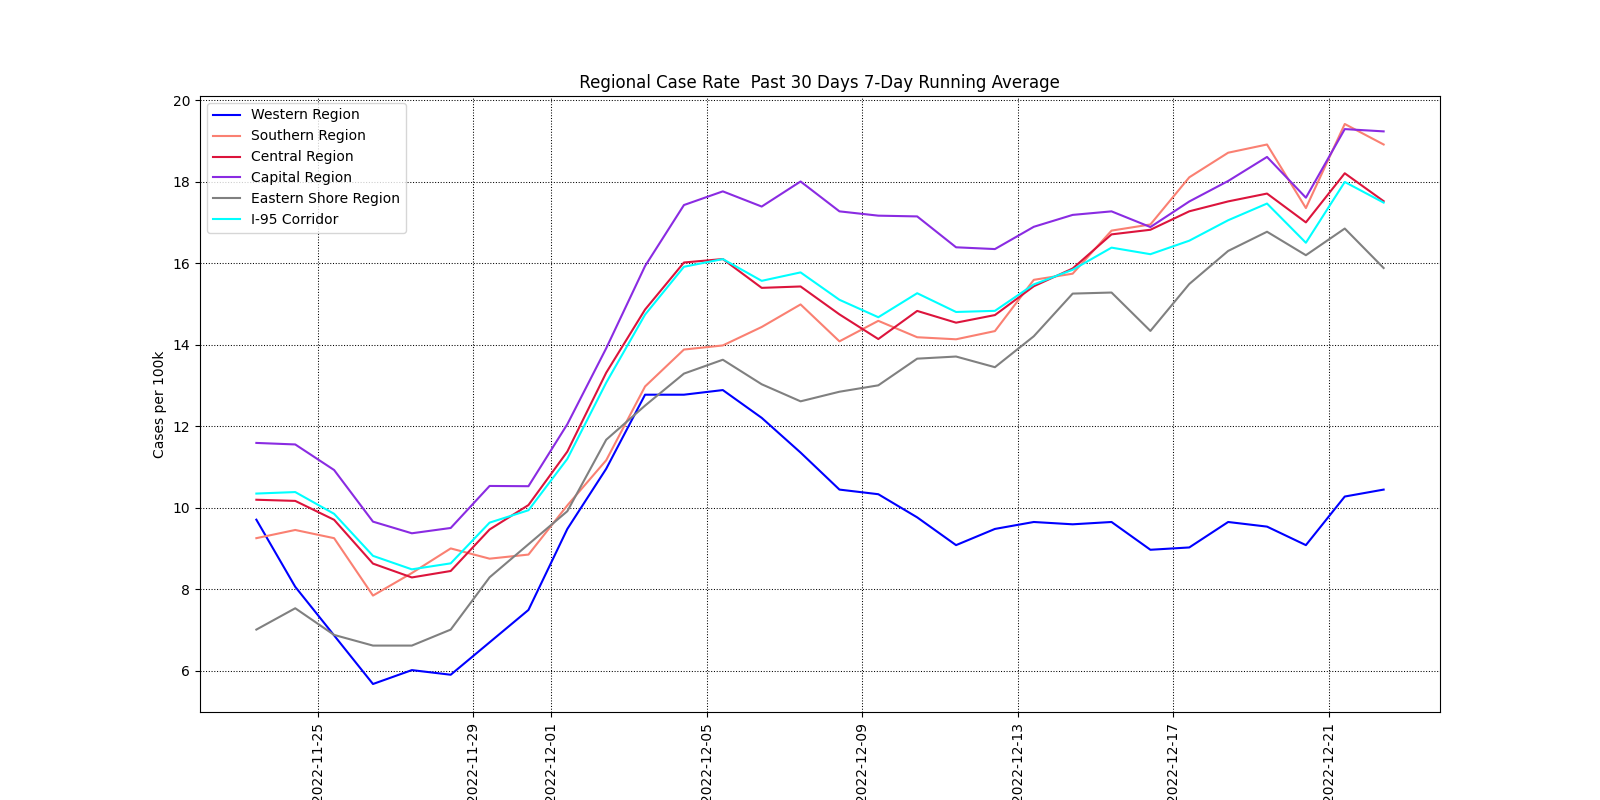 Regional Case Rate  Past 30 Days 7-Day Running Average
Western Region
Southern Region
Central Region
Capital Region
Eastern Shore Region
I-95 Corridor
Cases per 100k
20
18
16
14
12
10
8
6
2022-11-25
2022-11-29
2022-12-01
2022-12-05
2022-12-09
2022-12-13
2022-12-17
2022-12-21